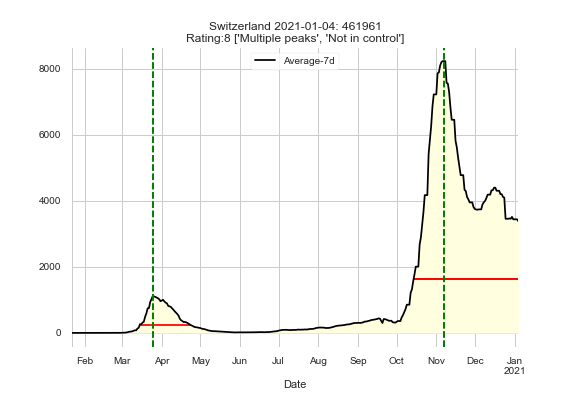 Switzerland 2021-01-04: 461961
Rating:8 ['Multiple peaks', 'Not in control']
Average-7d
8000
6000
4000
2000
0
Feb Mar Apr May Jun Jul Aug Sep Oct Nov Dec Jan
2021
Date